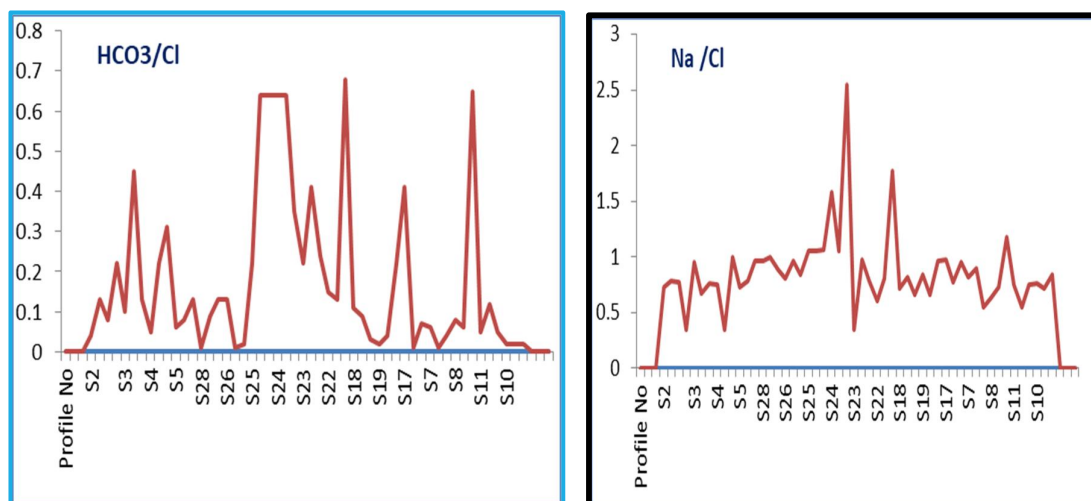 HCO3/Cl
0.8
0.7
0.6
0.5
0.4
0.3
0.2
0.1
0
Profile No
S2
S3
S4
S5
S28
S26
S25
S24
S23
S22
S18
S19
S17
S7
S8
S11
S10
Na /Cl
3
2.5
2
1.5
1
0.5
0
Profile No
S2
S3
S4
S5
S28
S26
S25
S24
S23
S22
S18
S19
S17
S7
S8
S11
S10